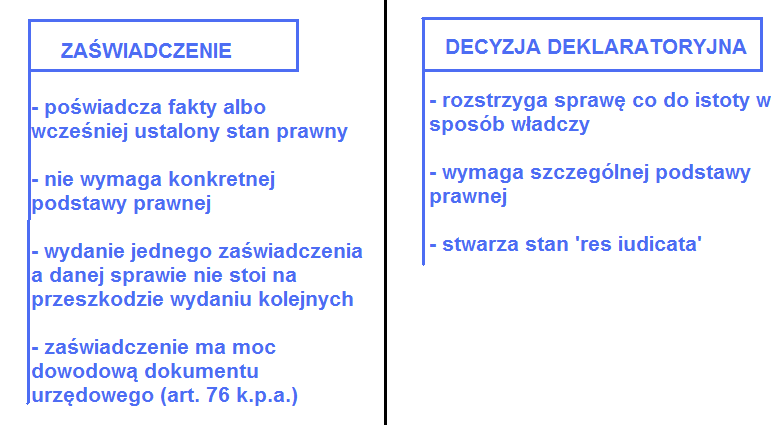 ZAŚWIADCZENIE
- poświadcza fakty albo
wcześniej ustalony stan prawny
- nie wymaga konkretnej
podstawy prawnej
- wydanie jednego zaświadczenia
a danej sprawie nie stoi na
przeszkodzie wydaniu kolejnych
- zaświadczenie ma moc
dowodową dokumentu
urzędowego (art. 76 k.p.a.)
DECYZJA DEKLARATORYJNA
- rozstrzyga sprawę co do istoty w
sposób władczy
- wymaga szczególnej podstawy
prawnej
- stwarza stan 'res iudicata'